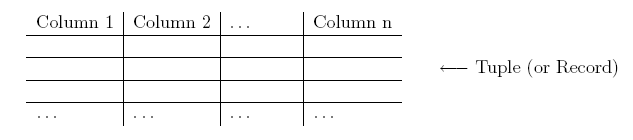 Column 1 Column 2 ... Column n
⟵ Tuple (or Record)
... ... ... ...